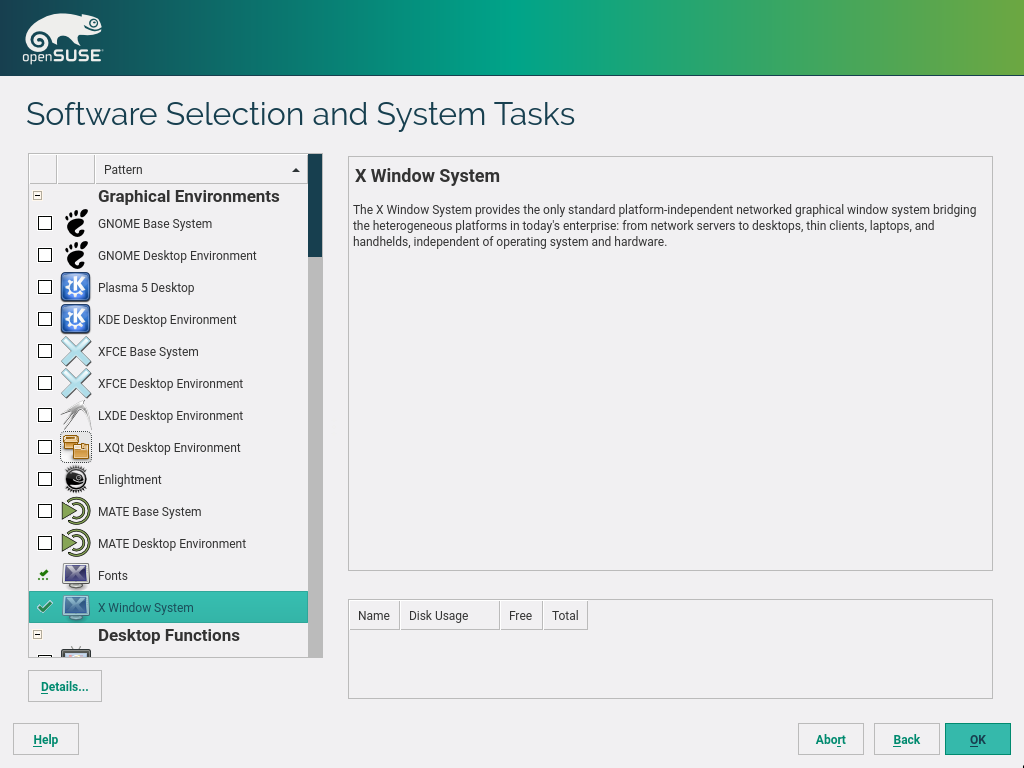 openSUSE
Software Selection and System Tasks
Pattern
Graphical Environments
GNOME Base System
GNOME Desktop Environment
Plasma 5 Desktop
KDE Desktop Environment
XFCE Base System
XFCE Desktop Environment
LXDE Desktop Environment
LXQt Desktop Environment
Enlightment
MATE Base System
MATE Desktop Environment
Fonts
X Window System
Desktop Functions
Details...
X Window System
The X Window System provides the only standard platform-independent networked graphical window system bridging
the heterogeneous platforms in today's enterprise: from network servers to desktops, thin clients, laptops, and
handhelds, independent of operating system and hardware.
Name Disk Usage Free Total
Help Abort Back OK